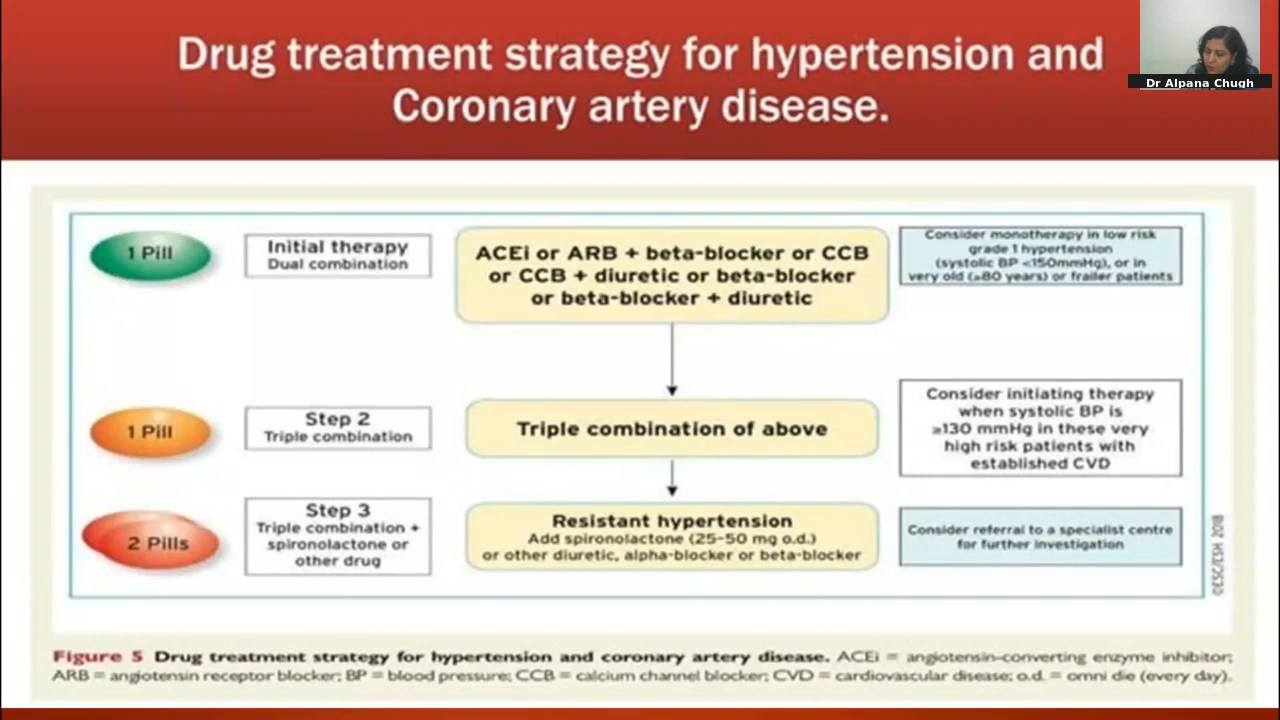 Drug treatment strategy for hypertension and
Coronary artery disease.
Dr Alpana Chugh
1 Pill
Initial therapy
Dual combination
ACEi or ARB + beta-blocker or CCB
or CCB + diuretic or beta-blocker
or beta-blocker + diuretic
Consider monotherapy in low risk
grade 1 hypertension
(systolic BP <150mmHg), or in
very old (≥80 years) or frailer patients
1 Pill
Step 2
Triple combination
Triple combination of above
Consider initiating therapy
when systolic BP is
≥130 mmHg in these very
high risk patients with
established CVD
2 Pills
Step 3
Triple combination +
spironolactone or
other drug
Resistant hypertension
Add spironolactone (25-50 mg o.d.)
or other diuretic, alpha-blocker or beta-blocker
Consider referral to a specialist centre
for further investigation
©ESC/ESH 2018
Figure 5 Drug treatment strategy for hypertension and coronary artery disease. ACEi = angiotensin-converting enzyme inhibitor;
ARB = angiotensin receptor blocker; BP = blood pressure; CCB = calcium channel blocker; CVD = cardiovascular disease; o.d. = omni die (every day).